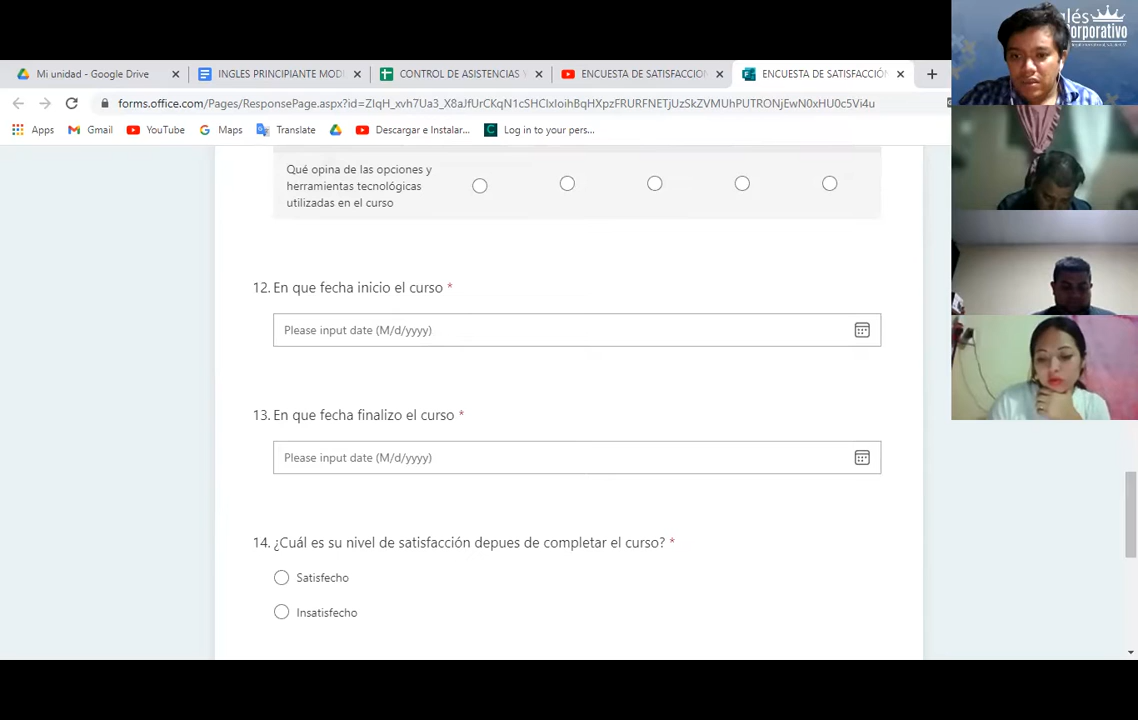 glés
orporativo
Mi unidad - Google Drive
INGLES PRINCIPIANTE MODU
CONTROL DE ASISTENCIAS Y
ENCUESTA DE SATISFACCION
ENCUESTA DE SATISFACCIÓN
forms.office.com/Pages/ResponsePage.aspx?id=
Apps
Gmail
YouTube
Maps
Translate
Descargar e Instalar...
Log in to your pers...
Qué opina de las opciones y
herramientas tecnológicas
utilizadas en el curso
12. En que fecha inicio el curso *
Please input date (M/d/yyyy)
13. En que fecha finalizo el curso *
Please input date (M/d/yyyy)
14. ¿Cuál es su nivel de satisfacción depues de completar el curso? *
Satisfecho
Insatisfecho